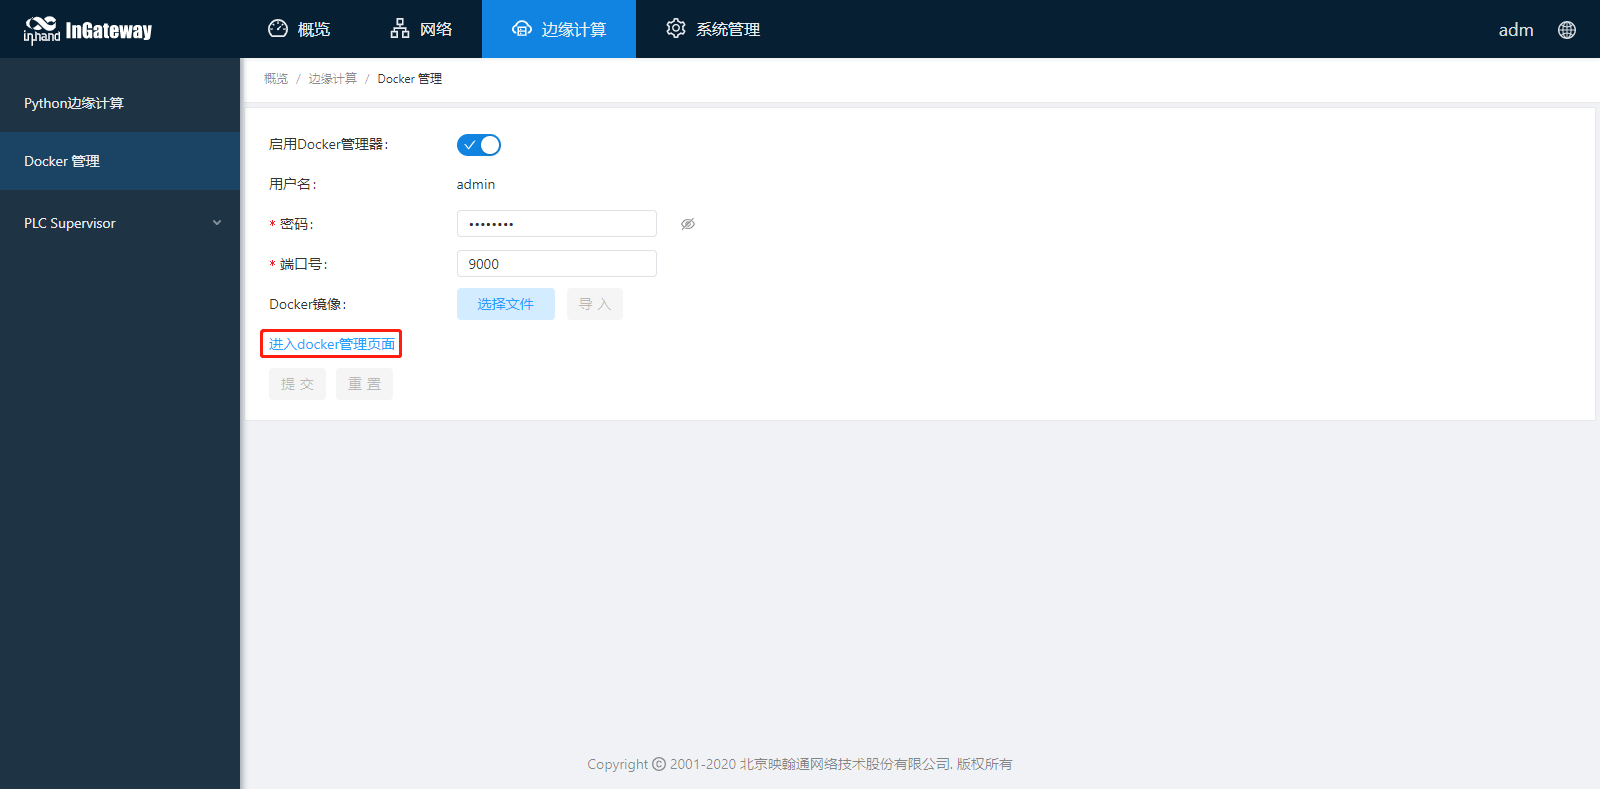 inhand InGateway
概览
网络
边缘计算
系统管理
adm
Python边缘计算
Docker 管理
PLC Supervisor
概览 / 边缘计算 / Docker 管理
启用Docker管理器:
用户名: admin
* 密码: ••••••••
* 端口号: 9000
Docker镜像: 选择文件 导 入
进入docker管理页面
提 交 重 置
Copyright © 2001-2020 北京映翰通网络技术股份有限公司. 版权所有